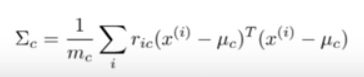 Σ_c = \frac{1}{m_c} \sum_i r_{ic}(x^{(i)} − μ_c)^T(x^{(i)} − μ_c)